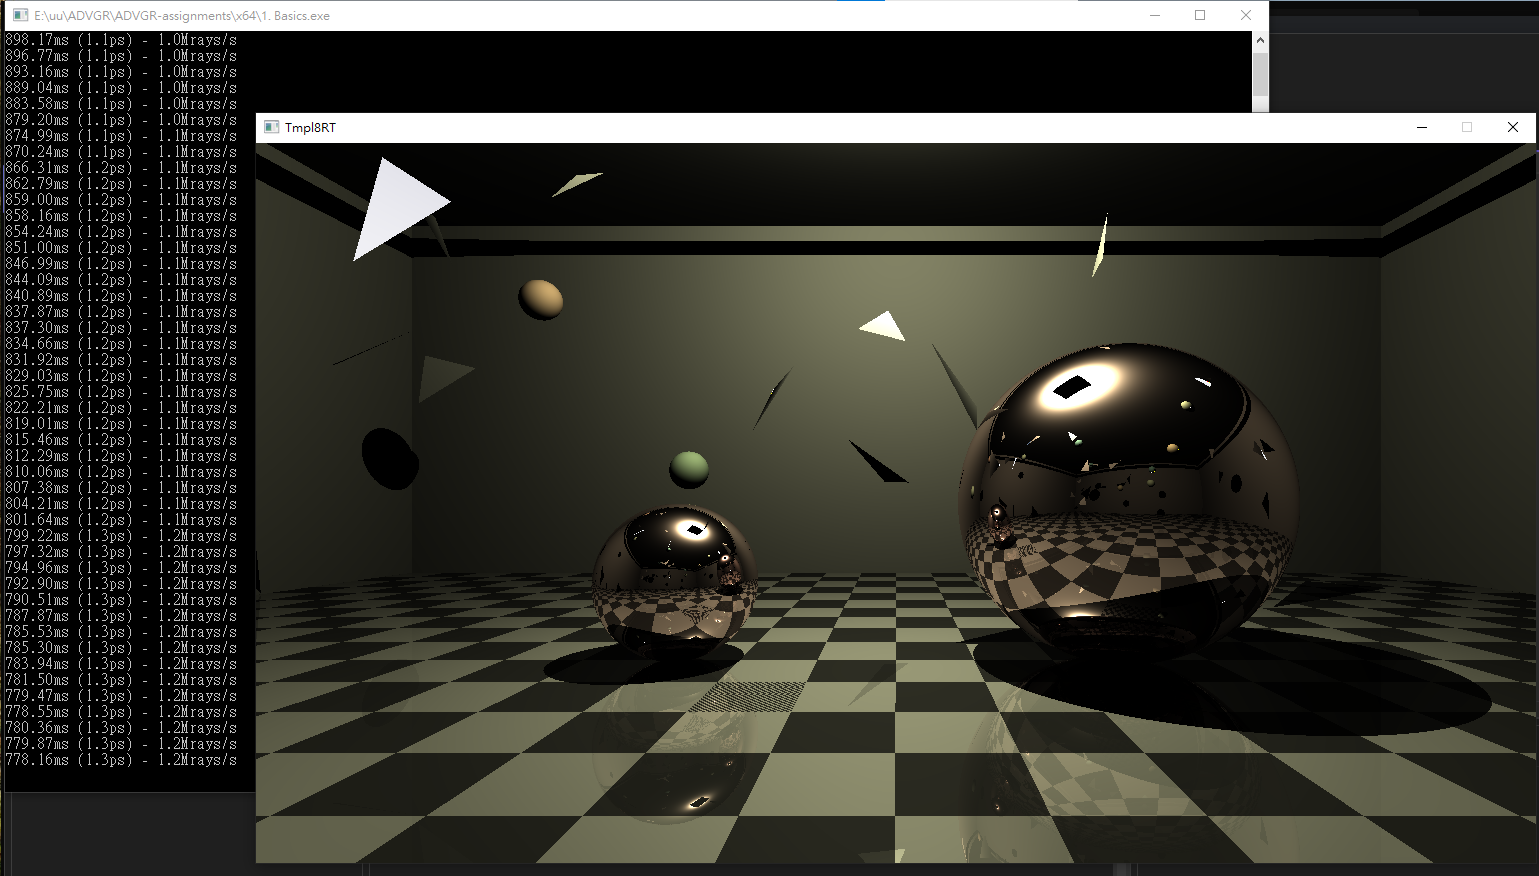 E:\uu\ADVGR\ADVGR-assignments\x64\1. Basics.exe
898.17ms (1.1ps) - 1.0Mrays/s
896.77ms (1.1ps) - 1.0Mrays/s
893.16ms (1.1ps) - 1.0Mrays/s
889.04ms (1.1ps) - 1.0Mrays/s
883.58ms (1.1ps) - 1.0Mrays/s
879.20ms (1.1ps) - 1.0Mrays/s
874.99ms (1.1ps) - 1.1Mrays/s
870.24ms (1.1ps) - 1.1Mrays/s
866.31ms (1.2ps) - 1.1Mrays/s
862.79ms (1.2ps) - 1.1Mrays/s
859.00ms (1.2ps) - 1.1Mrays/s
858.16ms (1.2ps) - 1.1Mrays/s
854.24ms (1.2ps) - 1.1Mrays/s
851.00ms (1.2ps) - 1.1Mrays/s
846.99ms (1.2ps) - 1.1Mrays/s
844.09ms (1.2ps) - 1.1Mrays/s
840.89ms (1.2ps) - 1.1Mrays/s
837.87ms (1.2ps) - 1.1Mrays/s
837.30ms (1.2ps) - 1.1Mrays/s
834.66ms (1.2ps) - 1.1Mrays/s
831.92ms (1.2ps) - 1.1Mrays/s
829.03ms (1.2ps) - 1.1Mrays/s
825.75ms (1.2ps) - 1.1Mrays/s
822.21ms (1.2ps) - 1.1Mrays/s
819.01ms (1.2ps) - 1.1Mrays/s
815.46ms (1.2ps) - 1.1Mrays/s
812.29ms (1.2ps) - 1.1Mrays/s
810.06ms (1.2ps) - 1.1Mrays/s
807.38ms (1.2ps) - 1.1Mrays/s
804.21ms (1.2ps) - 1.1Mrays/s
801.64ms (1.2ps) - 1.1Mrays/s
799.22ms (1.3ps) - 1.2Mrays/s
797.32ms (1.3ps) - 1.2Mrays/s
794.96ms (1.3ps) - 1.2Mrays/s
792.90ms (1.3ps) - 1.2Mrays/s
790.51ms (1.3ps) - 1.2Mrays/s
787.87ms (1.3ps) - 1.2Mrays/s
785.53ms (1.3ps) - 1.2Mrays/s
785.30ms (1.3ps) - 1.2Mrays/s
783.94ms (1.3ps) - 1.2Mrays/s
781.50ms (1.3ps) - 1.2Mrays/s
779.47ms (1.3ps) - 1.2Mrays/s
778.55ms (1.3ps) - 1.2Mrays/s
780.36ms (1.3ps) - 1.2Mrays/s
779.87ms (1.3ps) - 1.2Mrays/s
778.16ms (1.3ps) - 1.2Mrays/s
Tmpl8RT